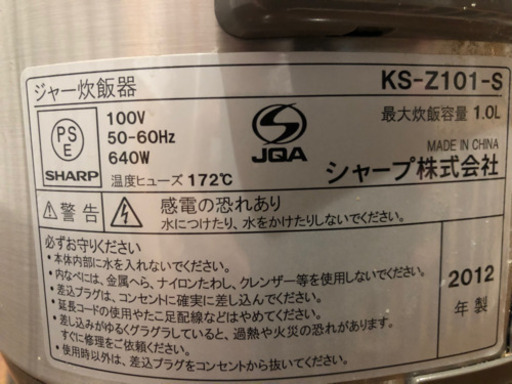 ジャー炊飯器
KS-Z101-S
PS
E
SHARP
100V
50-60Hz
640W
温度ヒューズ 172℃
JQA
最大炊飯容量 1.0L
MADE IN CHINA
シャープ株式会社
警告
感電の恐れあり
水につけたり、水をかけたりしないでください
必ずお守りください
•本体内部に水を入れないでください。
•内なべには、金属へら、ナイロンたわし、クレンザー等を使用しないでください。
•差込プラグは、コンセントに確実に差し込んでください。
•延長コードの使用やたこ足配線などはやめてください。
•差し込みがゆるくグラグラしていると、過熱や火災の恐れがあります。
すぐに修理をご依頼ください。
•使用時以外は、差込プラグをコンセントから抜いてください。
2012
年製